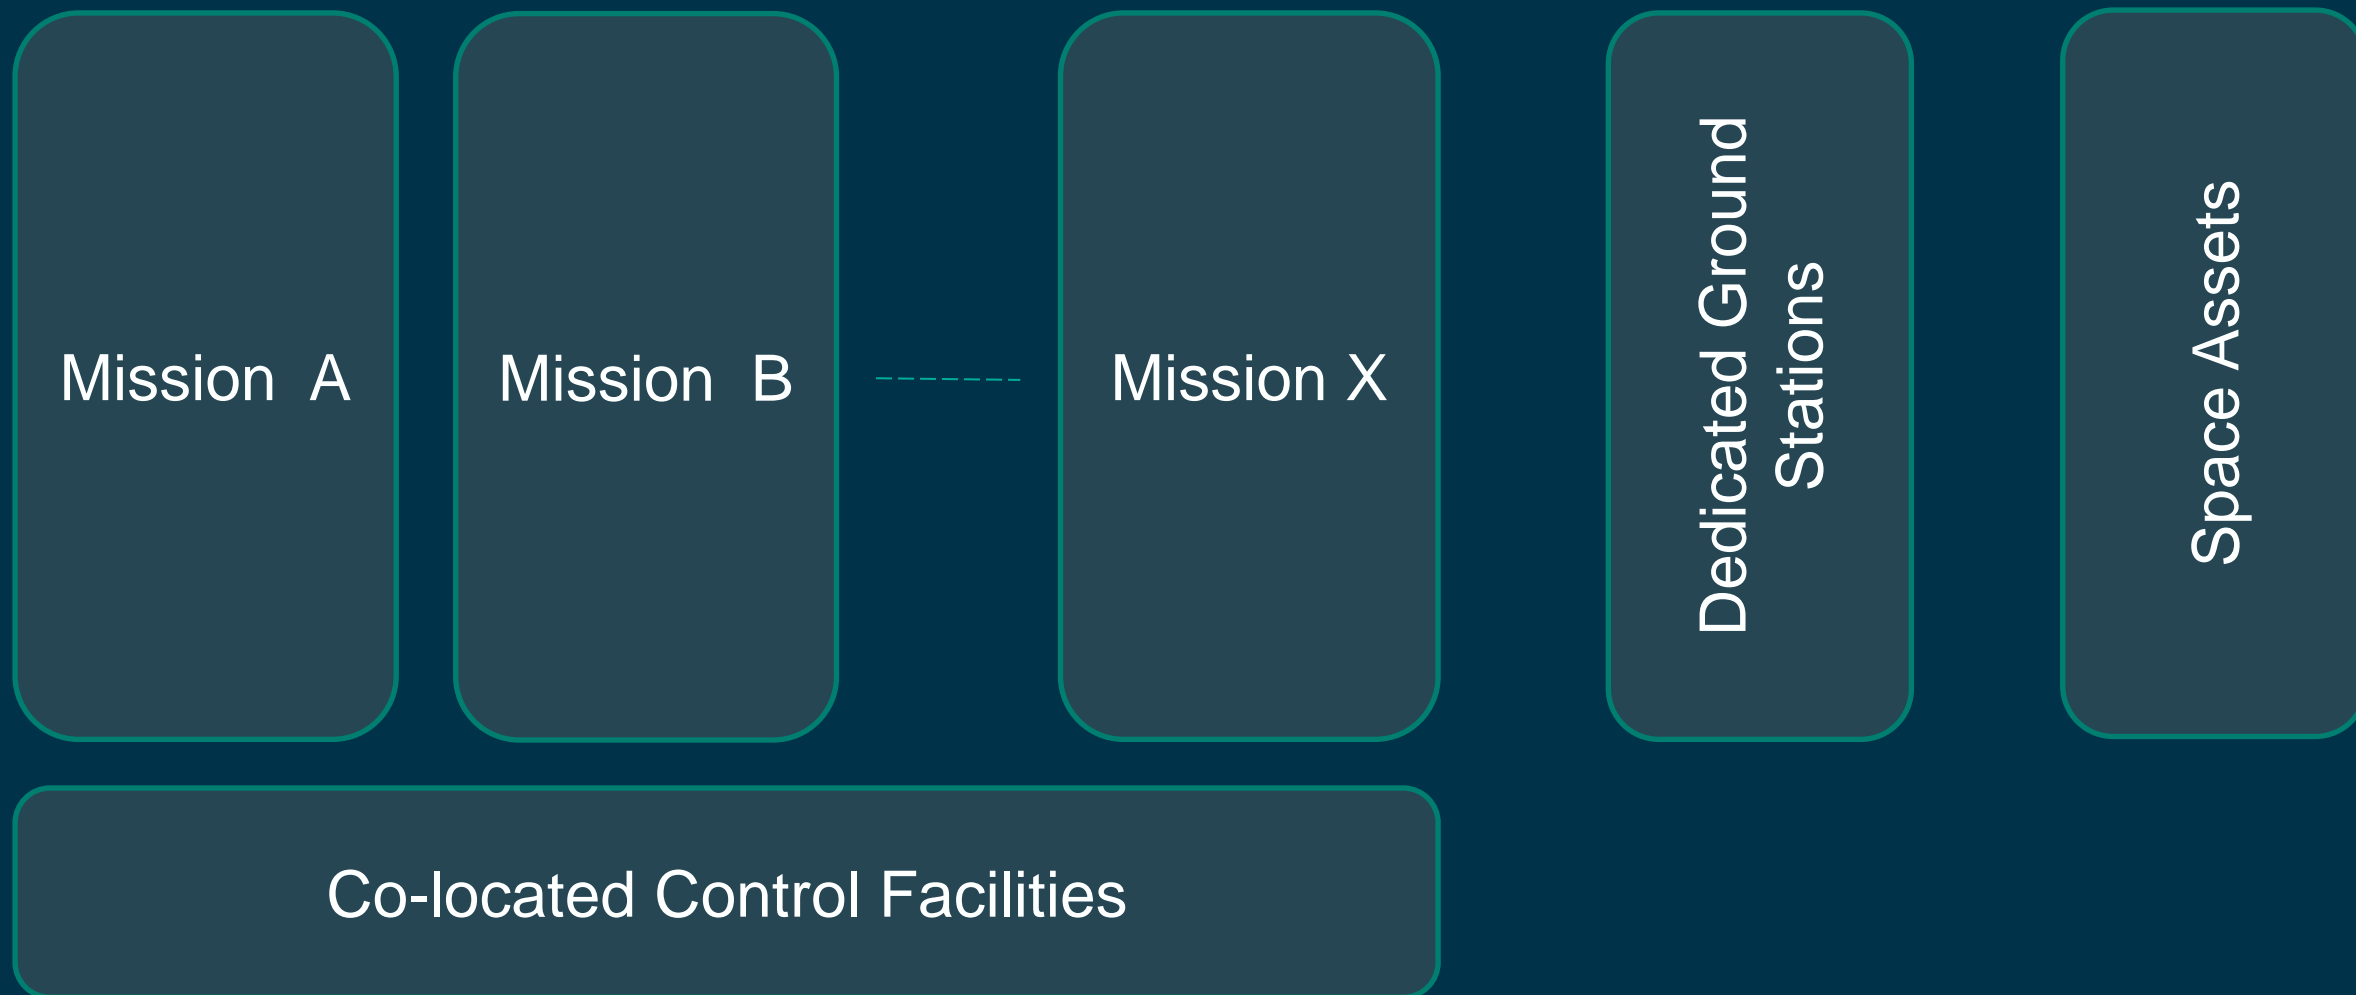 Mission A
Mission B
Mission X
Dedicated Ground
Stations
Space Assets
Co-located Control Facilities